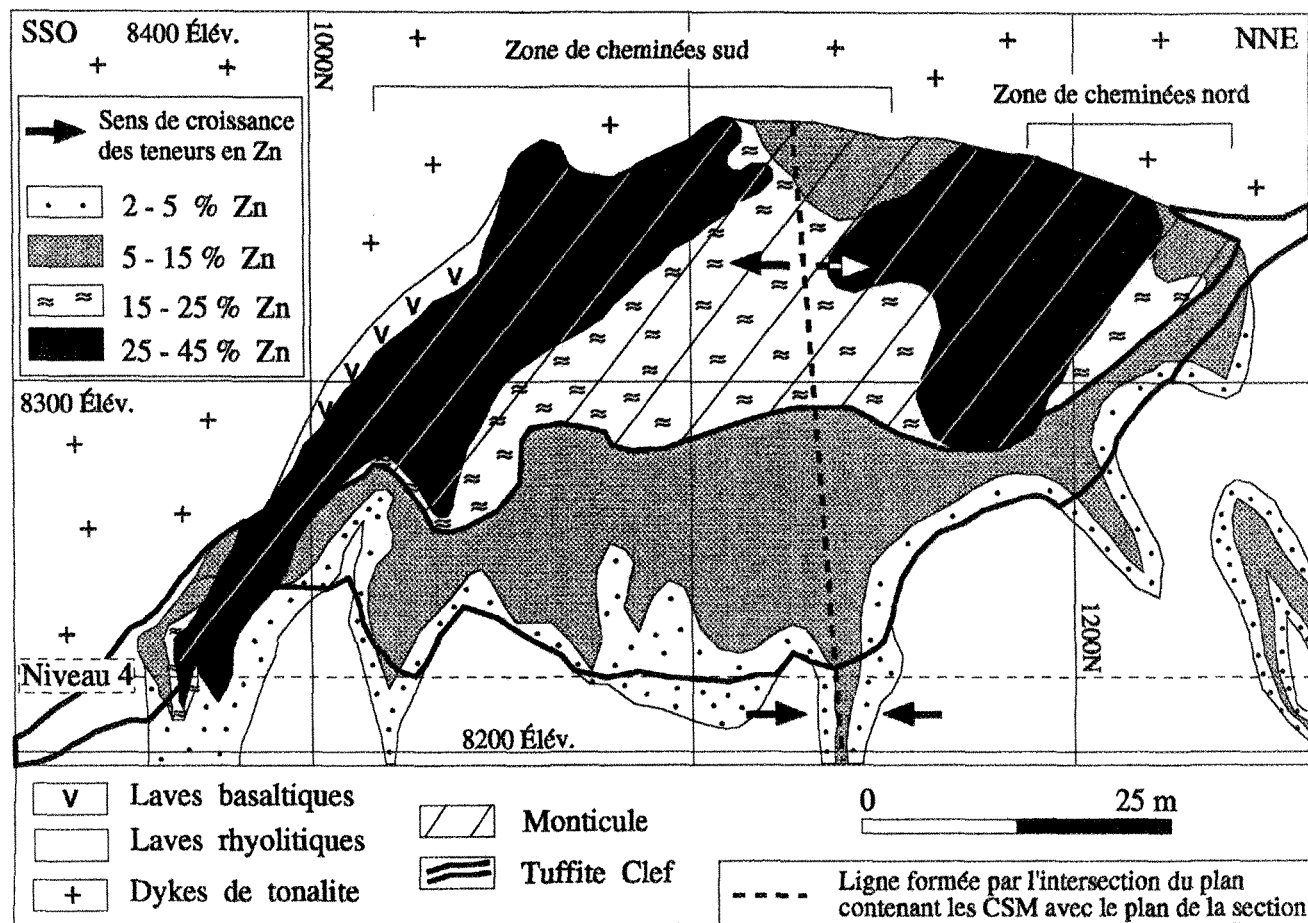 SSO
8400 Élév.
1000N
Zone de cheminées sud
NNE
Zone de cheminées nord
Sens de croissance
des teneurs en Zn
2 - 5 % Zn
5 - 15 % Zn
15 - 25 % Zn
25 - 45 % Zn
8300 Élév.
Niveau 4
1200N
8200 Élév.
V Laves basaltiques
Laves rhyolitiques
+ Dykes de tonalite
Monticule
Tuffite Clef
0 25 m
Ligne formée par l'intersection du plan
contenant les CSM avec le plan de la section